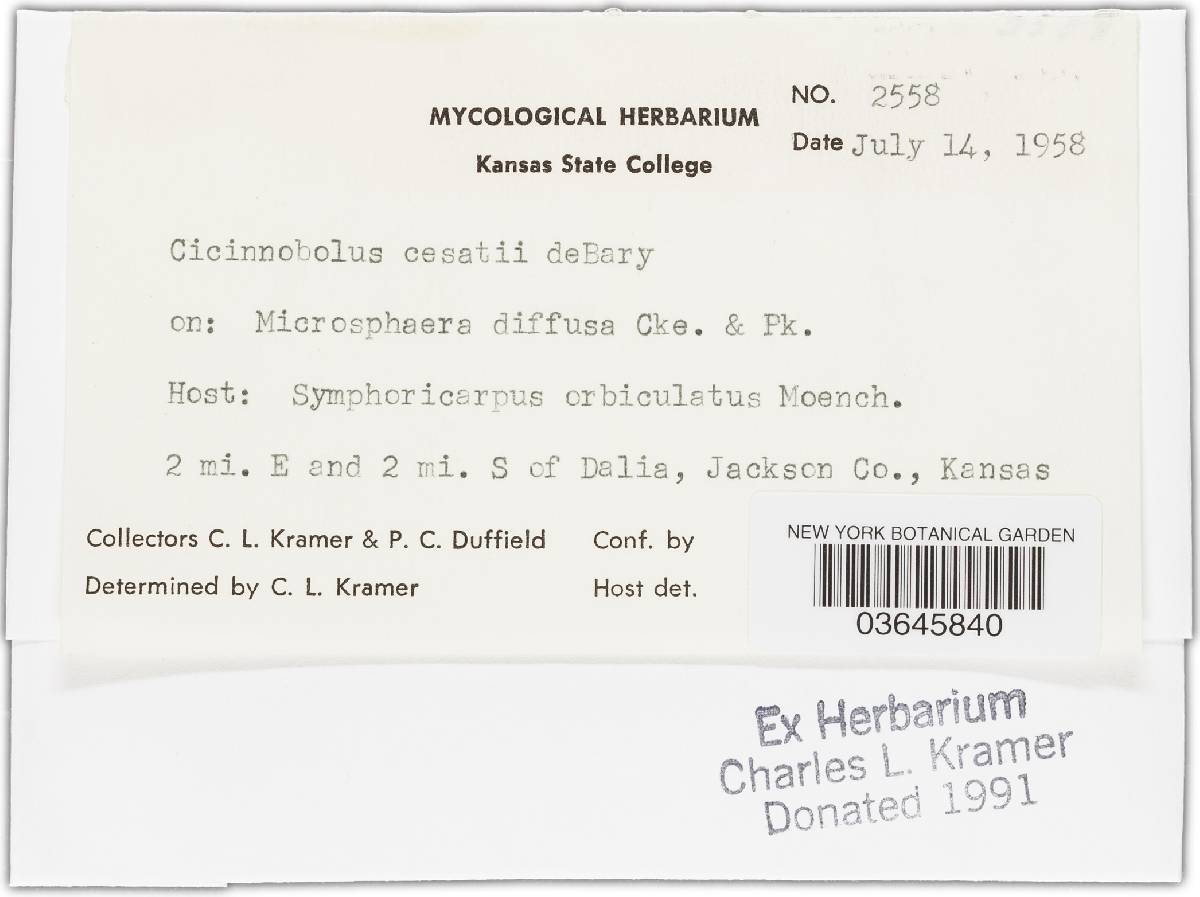 NO. 2558
MYCOLOGICAL HERBARIUM
Date July 14, 1958
Kansas State College
Cicinnobolus cesatii deBary
on: Microsphaera diffusa Cke. & Pk.
Host: Symphoricarpus orbiculatus Moench.
2 mi. E and 2 mi. S of Dalia, Jackson Co., Kansas
Collectors C. L. Kramer & P. C. Duffield Conf. by
Determined by C. L. Kramer Host det.
NEW YORK BOTANICAL GARDEN
03645840
Ex Herbarium
Charles L. Kramer
Donated 1991